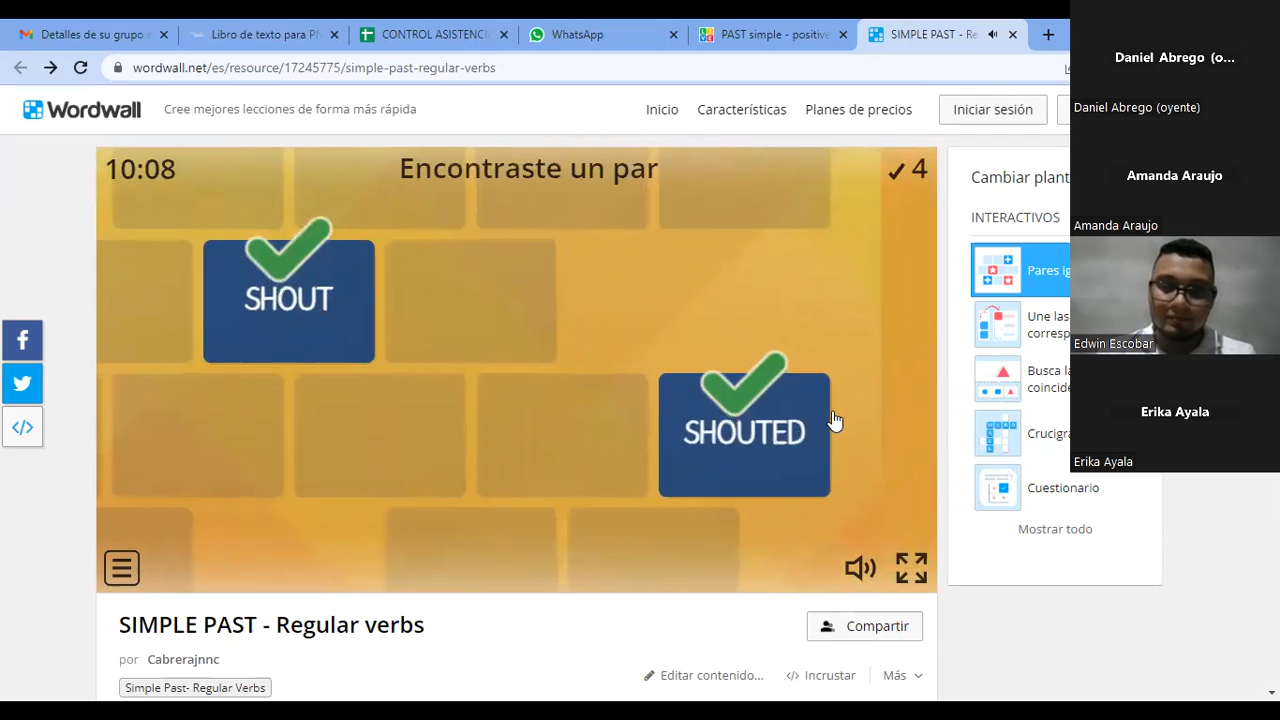 Detalles de su grupo
Libro de texto para PN
CONTROL ASISTENC
WhatsApp
PAST simple - positive
SIMPLE PAST - Re
wordwall.net/es/resource/17245775/simple-past-regular-verbs
Wordwall
Cree mejores lecciones de forma más rápida
Inicio
Características
Planes de precios
Iniciar sesión
10:08
Encontraste un par
4
SHOUT
SHOUTED
Cambiar plant
INTERACTIVOS
Pares ig
Une las
corresp
Busca la
coincide
Crucigra
Cuestionario
Mostrar todo
SIMPLE PAST - Regular verbs
Compartir
por Cabrerajnnc
Editar contenido...
Incrustar
Más
Simple Past- Regular Verbs
Daniel Abrego (o...
Daniel Abrego (oyente)
Amanda Araujo
Amanda Araujo
Edwin Escobar
Erika Ayala
Erika Ayala